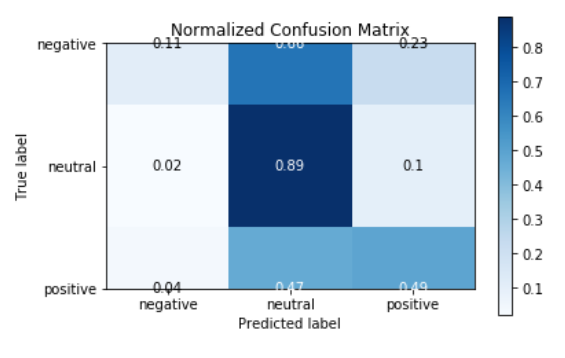 Normalized Confusion Matrix
negative 0.11 0.66 0.23
neutral 0.02 0.89 0.1
positive 0.04 0.47 0.49
negative neutral positive
Predicted label
True label
0.8
0.7
0.6
0.5
0.4
0.3
0.2
0.1